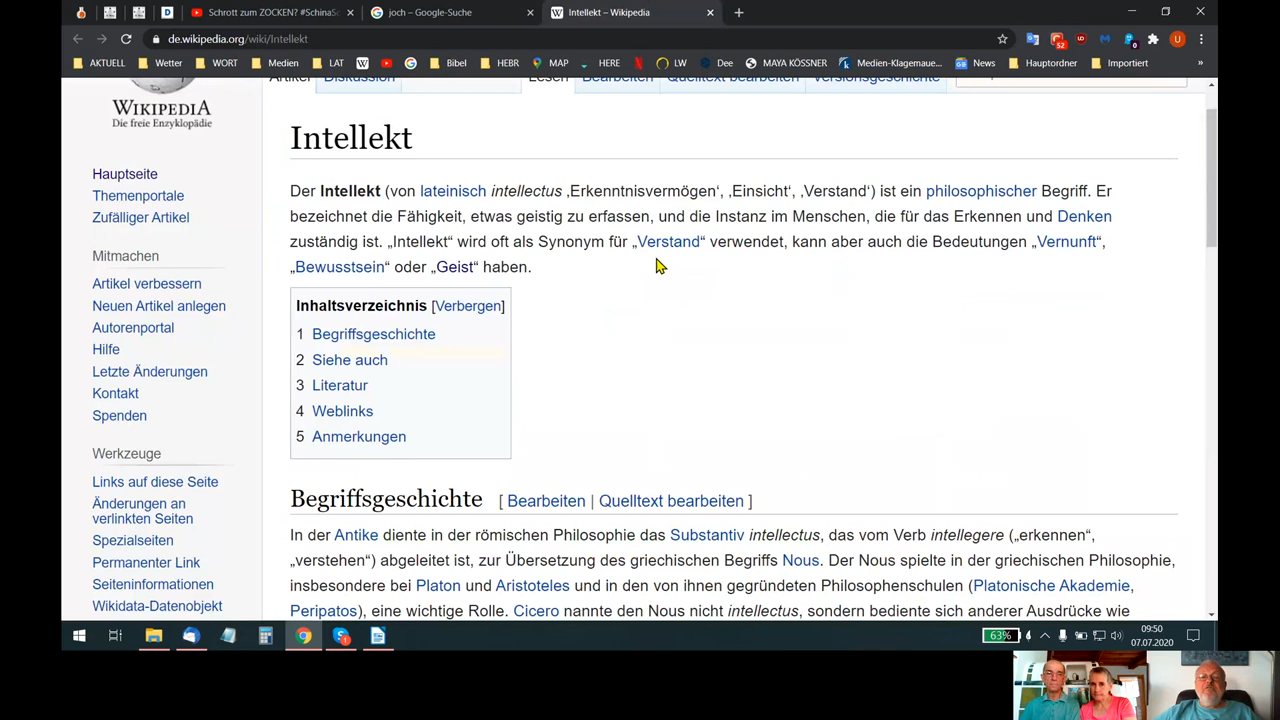 Schrott zum ZOCKEN? #SchinaSc
joch – Google-Suche
Intellekt – Wikipedia
de.wikipedia.org/wiki/Intellekt
52
0
U
AKTUELL Wetter WORT Medien LAT Bibel HEBR MAP HERE LW Dee MAYA KÖSSNER Medien-Klagemaue... News Hauptordner Importiert »
Artikel Diskussion Lesen Bearbeiten Quelltext bearbeiten Versionsgeschichte
WIKIPEDIA
Die freie Enzyklopädie
Hauptseite
Themenportale
Zufälliger Artikel
Mitmachen
Artikel verbessern
Neuen Artikel anlegen
Autorenportal
Hilfe
Letzte Änderungen
Kontakt
Spenden
Werkzeuge
Links auf diese Seite
Änderungen an
verlinkten Seiten
Spezialseiten
Permanenter Link
Seiteninformationen
Wikidata-Datenobjekt
Intellekt
Der Intellekt (von lateinisch intellectus ‚Erkenntnisvermögen‘, ‚Einsicht‘, ‚Verstand‘) ist ein philosophischer Begriff. Er
bezeichnet die Fähigkeit, etwas geistig zu erfassen, und die Instanz im Menschen, die für das Erkennen und Denken
zuständig ist. „Intellekt“ wird oft als Synonym für „Verstand“ verwendet, kann aber auch die Bedeutungen „Vernunft“,
„Bewusstsein“ oder „Geist“ haben.
Inhaltsverzeichnis [Verbergen]
1 Begriffsgeschichte
2 Siehe auch
3 Literatur
4 Weblinks
5 Anmerkungen
Begriffsgeschichte [ Bearbeiten | Quelltext bearbeiten ]
In der Antike diente in der römischen Philosophie das Substantiv intellectus, das vom Verb intellegere („erkennen“,
„verstehen“) abgeleitet ist, zur Übersetzung des griechischen Begriffs Nous. Der Nous spielte in der griechischen Philosophie,
insbesondere bei Platon und Aristoteles und in den von ihnen gegründeten Philosophenschulen (Platonische Akademie,
Peripatos), eine wichtige Rolle. Cicero nannte den Nous nicht intellectus, sondern bediente sich anderer Ausdrücke wie
63%
09:50
07.07.2020